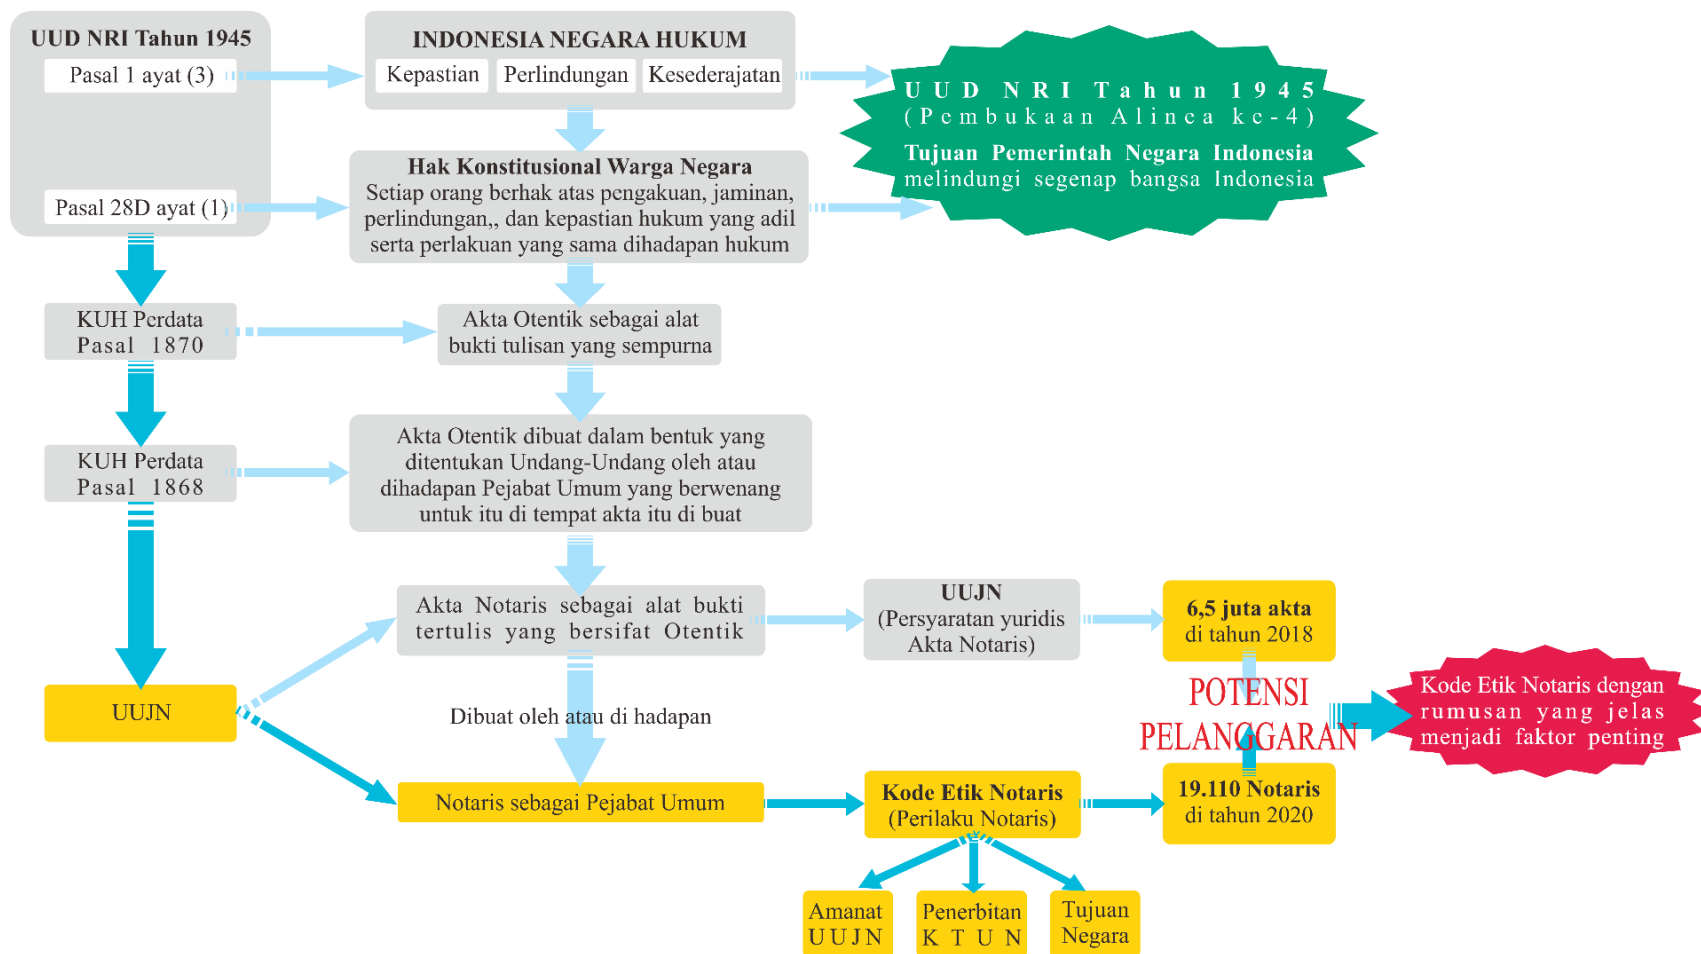 UUD NRI Tahun 1945
Pasal 1 ayat (3)
Pasal 28D ayat (1)
INDONESIA NEGARA HUKUM
Kepastian
Perlindungan
Kesederajatan
UUD NRI Tahun 1945
(Pembukaan Alinea ke-4)
Tujuan Pemerintah Negara Indonesia
melindungi segenap bangsa Indonesia
Hak Konstitusional Warga Negara
Setiap orang berhak atas pengakuan, jaminan,
perlindungan,, dan kepastian hukum yang adil
serta perlakuan yang sama dihadapan hukum
KUH Perdata
Pasal 1870
Akta Otentik sebagai alat
bukti tulisan yang sempurna
KUH Perdata
Pasal 1868
Akta Otentik dibuat dalam bentuk yang
ditentukan Undang-Undang oleh atau
dihadapan Pejabat Umum yang berwenang
untuk itu di tempat akta itu di buat
UUJN
Akta Notaris sebagai alat bukti
tertulis yang bersifat Otentik
UUJN
(Persyaratan yuridis
Akta Notaris)
6,5 juta akta
di tahun 2018
Dibuat oleh atau di hadapan
POTENSI
PELANGGARAN
Kode Etik Notaris dengan
rumusan yang jelas
menjadi faktor penting
Notaris sebagai Pejabat Umum
Kode Etik Notaris
(Perilaku Notaris)
19.110 Notaris
di tahun 2020
Amanat
UUJN
Penerbitan
KTUN
Tujuan
Negara